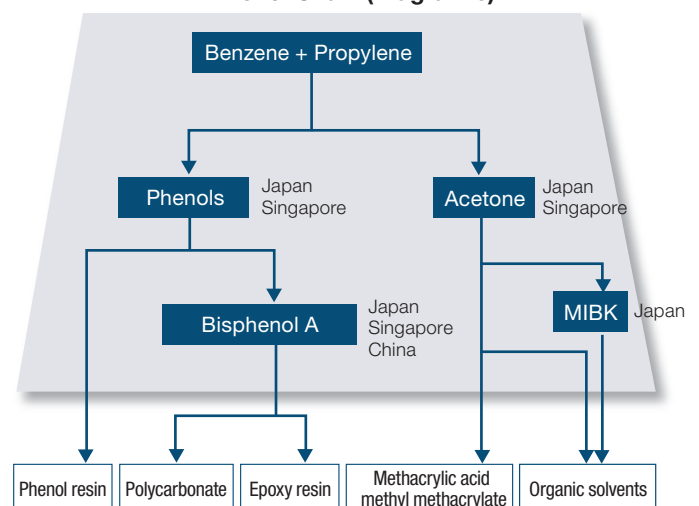 Benzene + Propylene
Phenols
Japan
Singapore
Acetone
Japan
Singapore
Bisphenol A
Japan
Singapore
China
MIBK
Japan
Phenol resin
Polycarbonate
Epoxy resin
Methacrylic acid
methyl methacrylate
Organic solvents